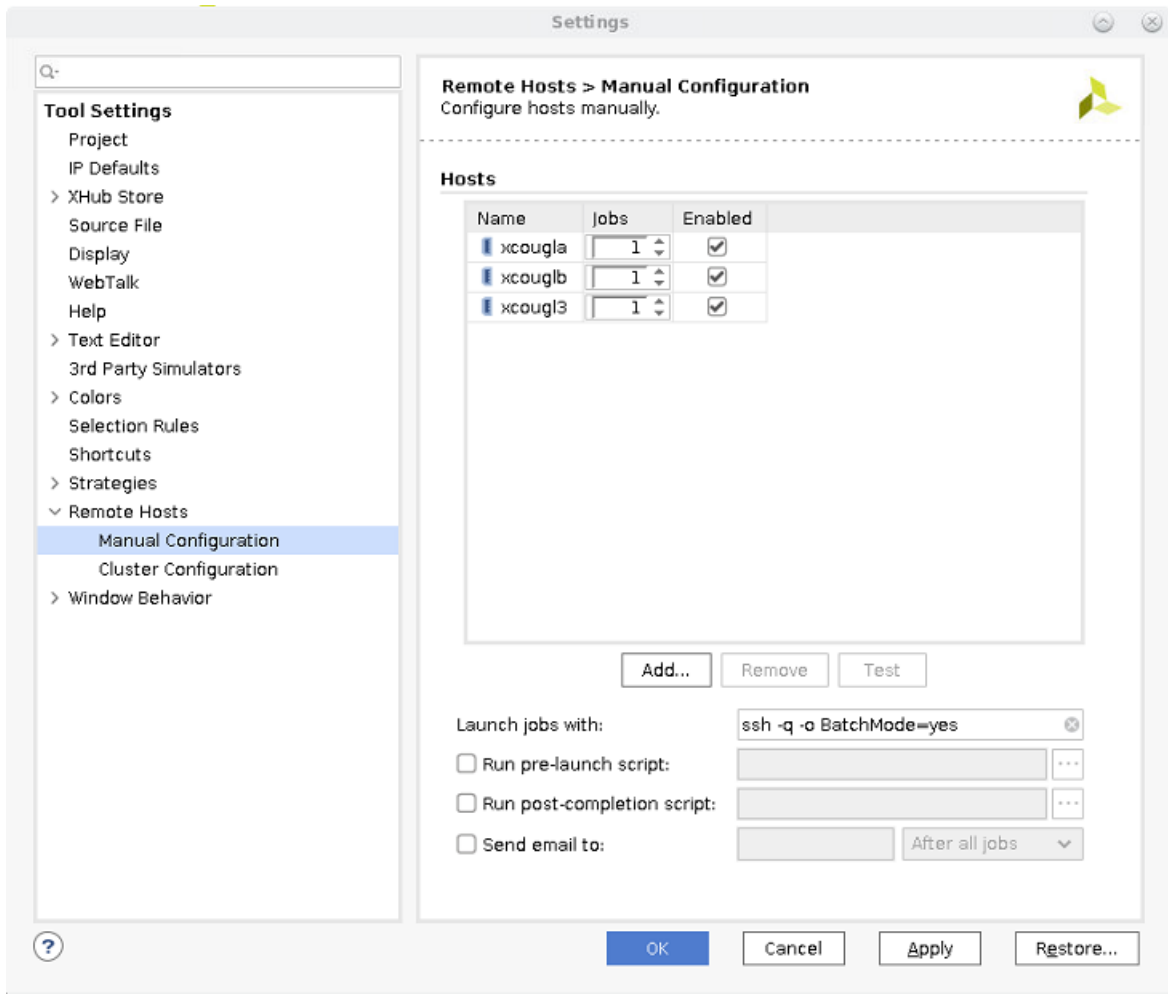 Settings
Tool Settings
Project
IP Defaults
XHub Store
Source File
Display
WebTalk
Help
Text Editor
3rd Party Simulators
Colors
Selection Rules
Shortcuts
Strategies
Remote Hosts
Manual Configuration
Cluster Configuration
Window Behavior
Remote Hosts > Manual Configuration
Configure hosts manually.
Hosts
Name Jobs Enabled
xcougla 1
xcouglb 1
xcougl3 1
Add... Remove Test
Launch jobs with: ssh -q -o BatchMode=yes
Run pre-launch script: ...
Run post-completion script: ...
Send email to: After all jobs
? OK Cancel Apply Restore...